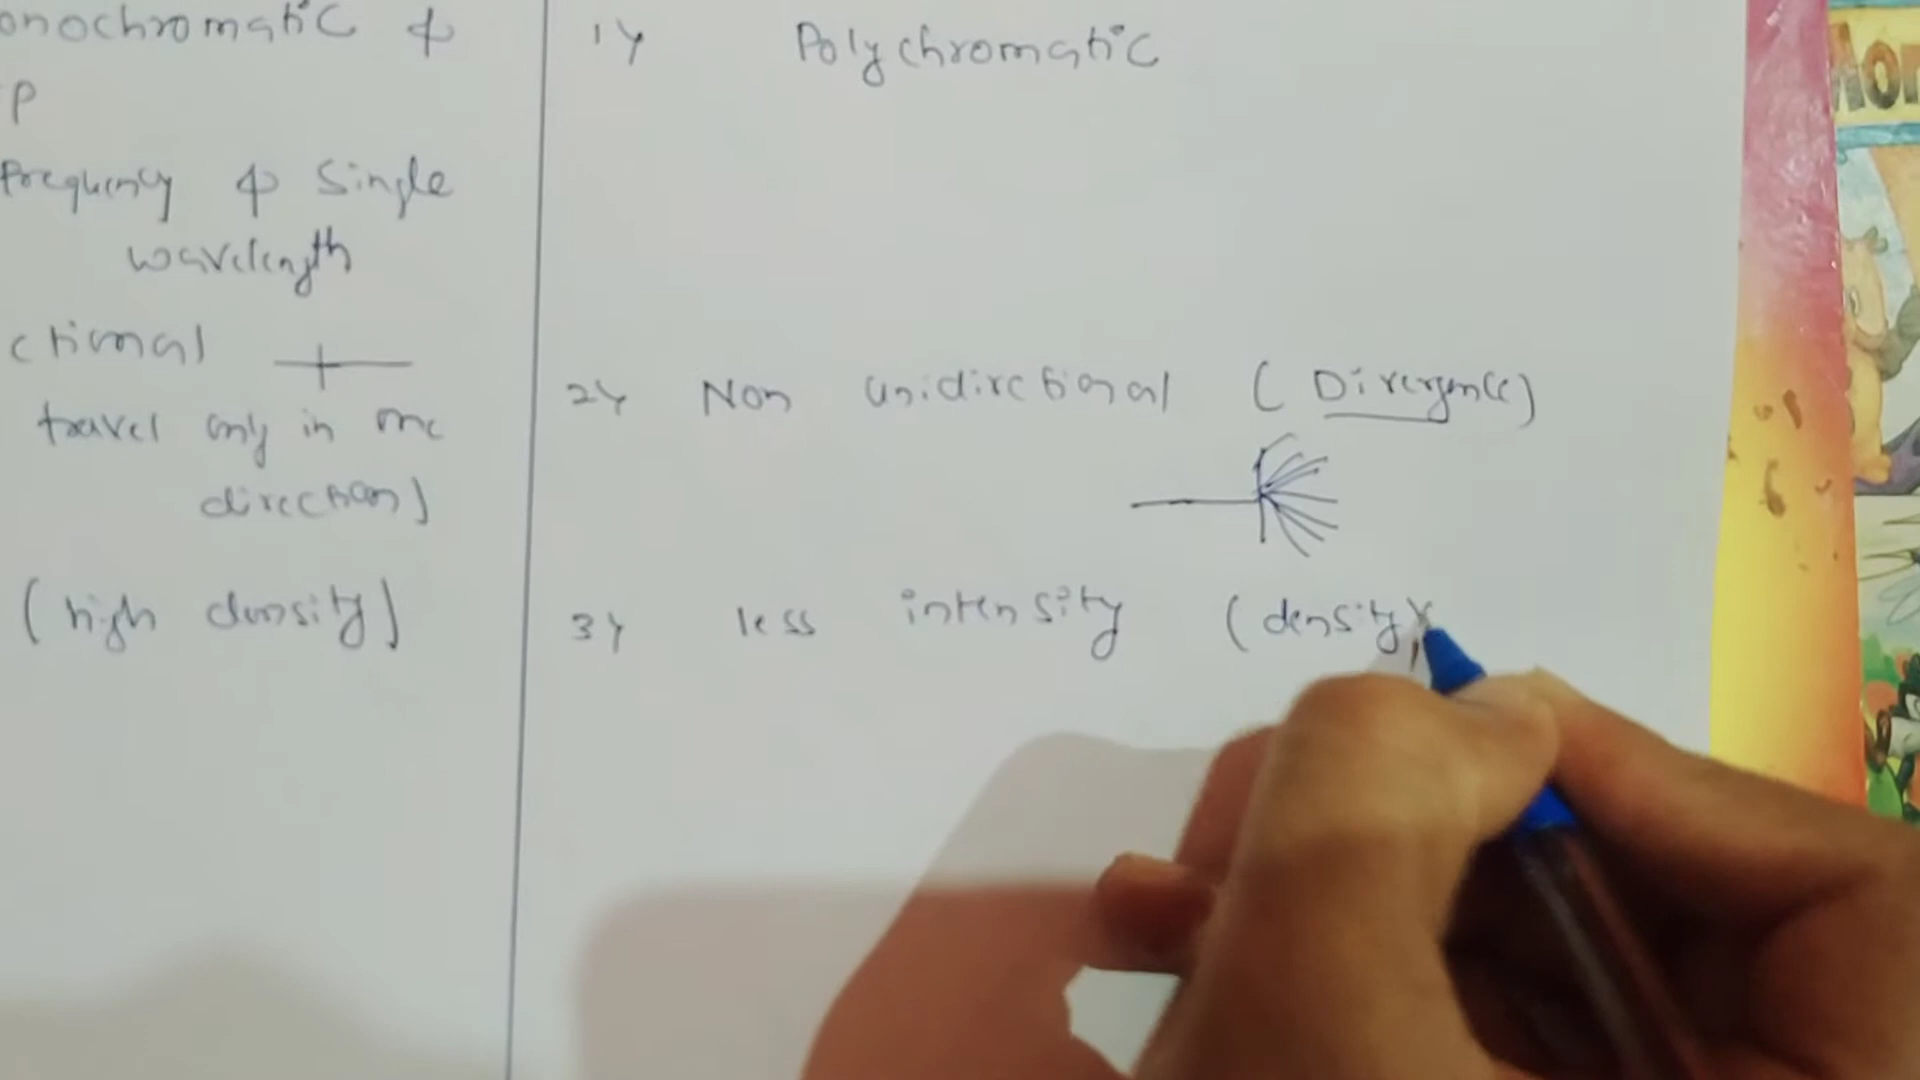 onochromatic &
1) Polychromatic
P
frequency & single
wavelength
ctional
travel only in one
direction)
2) Non unidirectional (Divergence)
(high density)
3) less intensity (density)